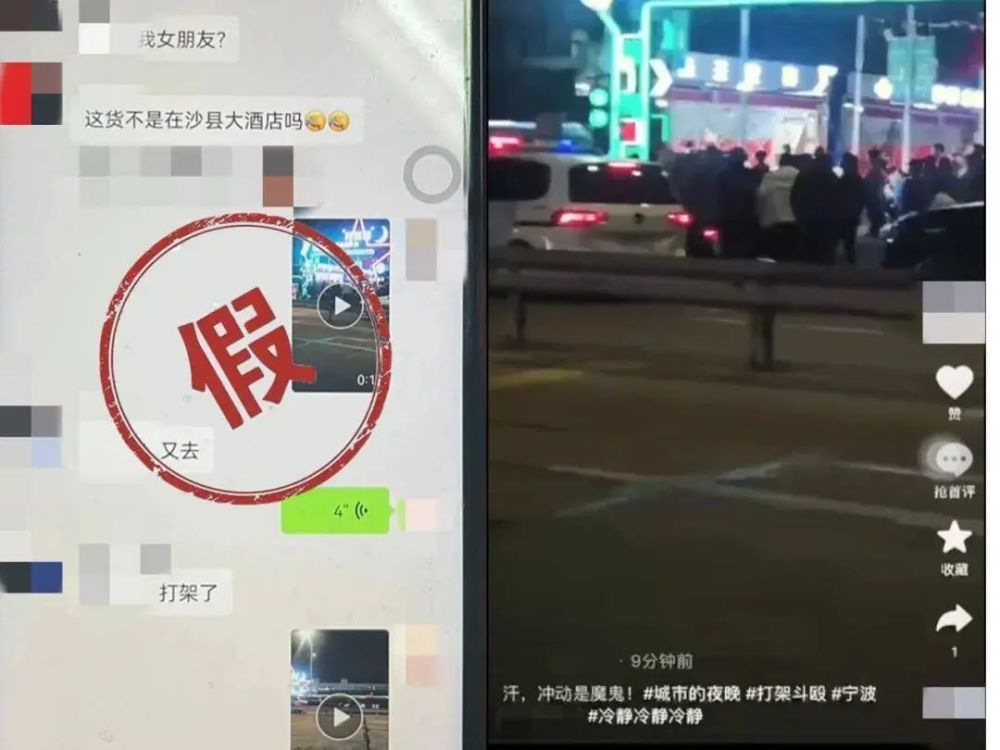 我女朋友?
这货不是在沙县大酒店吗
假
又去
4"
打架了
赞
抢首评
收藏
1
9分钟前
汗，冲动是魔鬼！#城市的夜晚 #打架斗殴 #宁波
#冷静冷静冷静